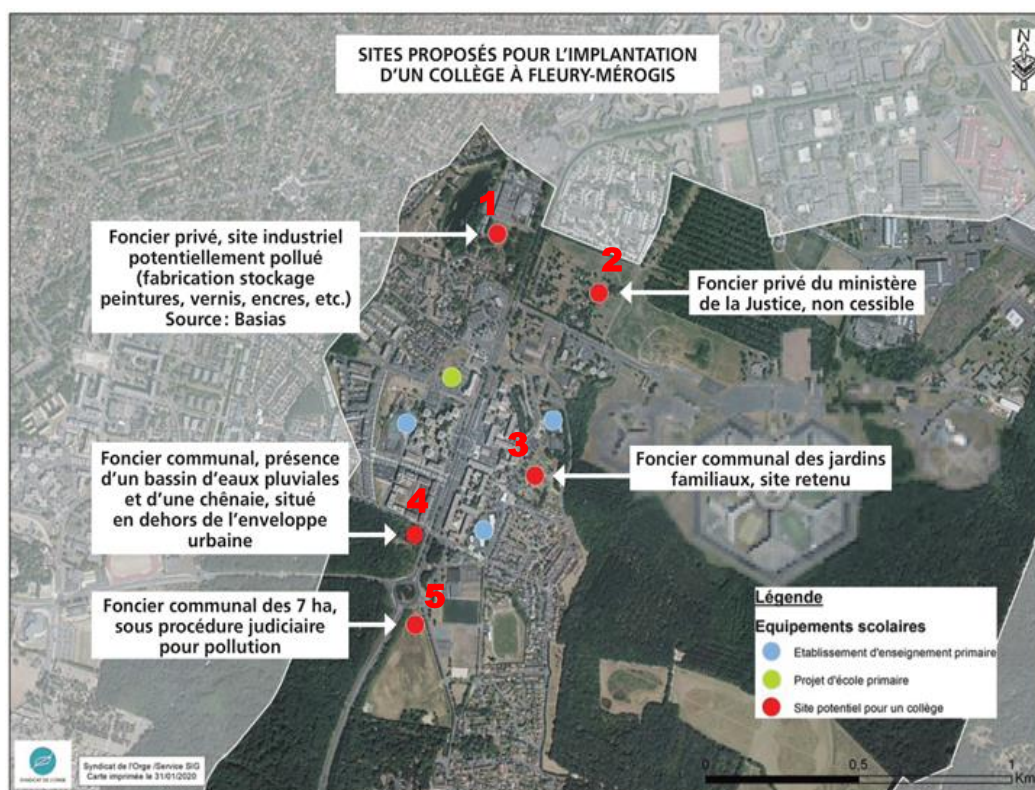 SITES PROPOSÉS POUR L'IMPLANTATION
D'UN COLLÈGE À FLEURY-MÉROGIS
N
1
Foncier privé, site industriel
potentiellement pollué
(fabrication stockage
peintures, vernis, encres, etc.)
Source: Basias
2
Foncier privé du ministère
de la Justice, non cessible
3
Foncier communal des jardins
familiaux, site retenu
4
Foncier communal, présence
d'un bassin d'eaux pluviales
et d'une chênaie, situé
en dehors de l'enveloppe
urbaine
5
Foncier communal des 7 ha,
sous procédure judiciaire
pour pollution
Légende
Equipements scolaires
Etablissement d'enseignement primaire
Projet d'école primaire
Site potentiel pour un collège
SYNDICAT DE L'ORGE
Syndicat de l'Orge /Service SIG
Carte imprimée le 31/01/2020
0 0,5 1
Km